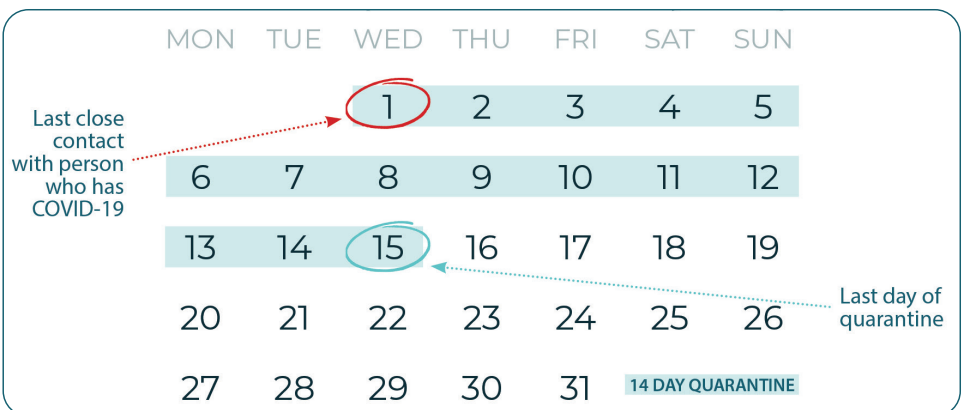 MON TUE WED THU FRI SAT SUN
1 2 3 4 5
Last close
contact
with person
who has
COVID-19
6 7 8 9 10 11 12
13 14 15 16 17 18 19
Last day of
quarantine
20 21 22 23 24 25 26
27 28 29 30 31
14 DAY QUARANTINE